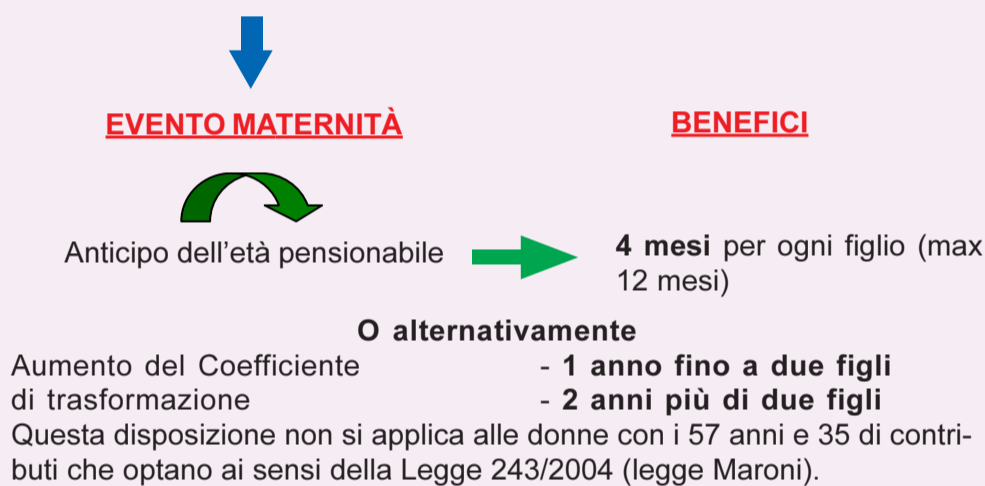 EVENTO MATERNITÀ
BENEFICI
Anticipo dell'età pensionabile
4 mesi per ogni figlio (max
12 mesi)
O alternativamente
Aumento del Coefficiente - 1 anno fino a due figli
di trasformazione - 2 anni più di due figli
Questa disposizione non si applica alle donne con i 57 anni e 35 di contri-
buti che optano ai sensi della Legge 243/2004 (legge Maroni).